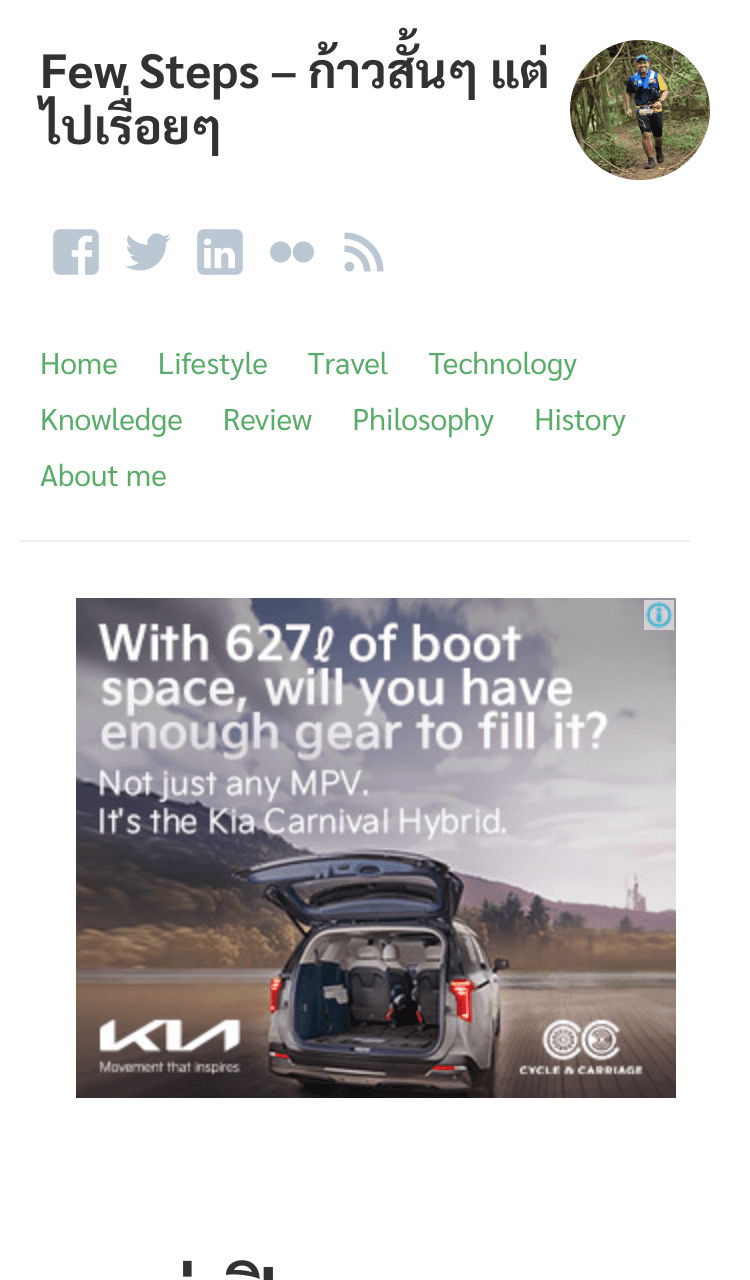 Few Steps – ก้าวสั้นๆ แต่
ไปเรื่อยๆ
Home Lifestyle Travel Technology
Knowledge Review Philosophy History
About me
With 627ℓ of boot
space, will you have
enough gear to fill it?
Not just any MPV.
It's the Kia Carnival Hybrid.
KIA
Movement that inspires
CYCLE & CARRIAGE